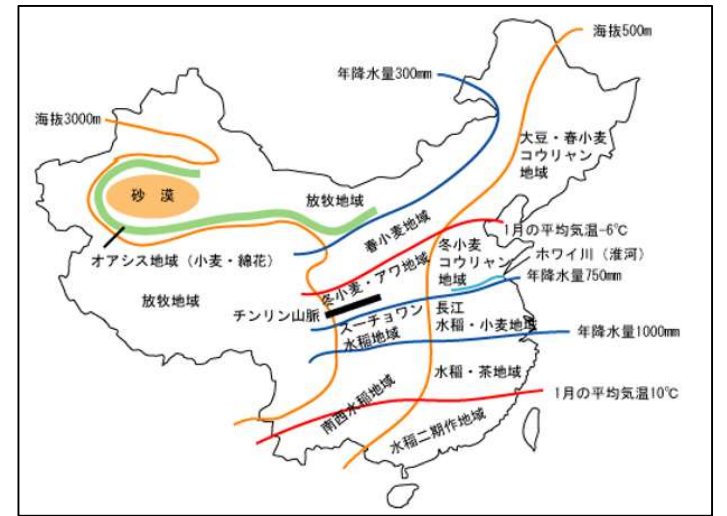 海抜500m
年降水量300mm
海抜3000m
大豆・春小麦
コウリャン
地域
砂　漠
放牧地域
春小麦地域
1月の平均気温-6℃
冬小麦
コウリャン
地域
ホワイ川（淮河）
オアシス地域（小麦・綿花）
冬小麦・アワ地域
年降水量750mm
放牧地域
チンリン山脈
スーチョワン
水稲地域
長江
水稲・小麦地域
年降水量1000mm
水稲・茶地域
1月の平均気温10℃
南西水稲地域
水稲二期作地域